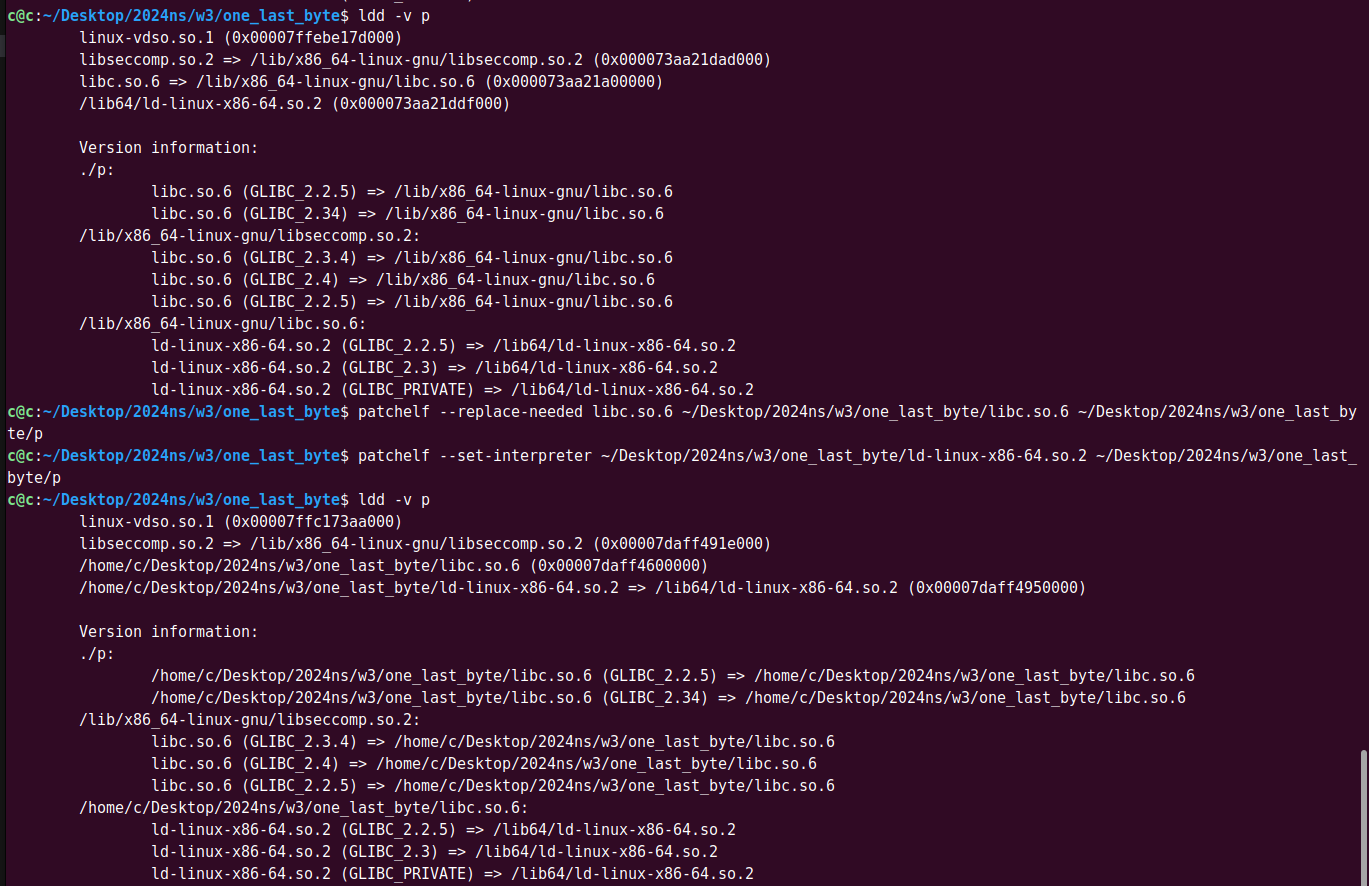 c@c:~/Desktop/2024ns/w3/one_last_byte$ ldd -v p
linux-vdso.so.1 (0x00007ffebe17d000)
libseccomp.so.2 => /lib/x86_64-linux-gnu/libseccomp.so.2 (0x000073aa21dad000)
libc.so.6 => /lib/x86_64-linux-gnu/libc.so.6 (0x000073aa21a00000)
/lib64/ld-linux-x86-64.so.2 (0x000073aa21ddf000)

Version information:
./p:
libc.so.6 (GLIBC_2.2.5) => /lib/x86_64-linux-gnu/libc.so.6
libc.so.6 (GLIBC_2.34) => /lib/x86_64-linux-gnu/libc.so.6
/lib/x86_64-linux-gnu/libseccomp.so.2:
libc.so.6 (GLIBC_2.3.4) => /lib/x86_64-linux-gnu/libc.so.6
libc.so.6 (GLIBC_2.4) => /lib/x86_64-linux-gnu/libc.so.6
libc.so.6 (GLIBC_2.2.5) => /lib/x86_64-linux-gnu/libc.so.6
/lib/x86_64-linux-gnu/libc.so.6:
ld-linux-x86-64.so.2 (GLIBC_2.2.5) => /lib64/ld-linux-x86-64.so.2
ld-linux-x86-64.so.2 (GLIBC_2.3) => /lib64/ld-linux-x86-64.so.2
ld-linux-x86-64.so.2 (GLIBC_PRIVATE) => /lib64/ld-linux-x86-64.so.2
c@c:~/Desktop/2024ns/w3/one_last_byte$ patchelf --replace-needed libc.so.6 ~/Desktop/2024ns/w3/one_last_byte/libc.so.6 ~/Desktop/2024ns/w3/one_last_by
te/p
c@c:~/Desktop/2024ns/w3/one_last_byte$ patchelf --set-interpreter ~/Desktop/2024ns/w3/one_last_byte/ld-linux-x86-64.so.2 ~/Desktop/2024ns/w3/one_last_
byte/p
c@c:~/Desktop/2024ns/w3/one_last_byte$ ldd -v p
linux-vdso.so.1 (0x00007ffc173aa000)
libseccomp.so.2 => /lib/x86_64-linux-gnu/libseccomp.so.2 (0x00007daff491e000)
/home/c/Desktop/2024ns/w3/one_last_byte/libc.so.6 (0x00007daff4600000)
/home/c/Desktop/2024ns/w3/one_last_byte/ld-linux-x86-64.so.2 => /lib64/ld-linux-x86-64.so.2 (0x00007daff4950000)

Version information:
./p:
/home/c/Desktop/2024ns/w3/one_last_byte/libc.so.6 (GLIBC_2.2.5) => /home/c/Desktop/2024ns/w3/one_last_byte/libc.so.6
/home/c/Desktop/2024ns/w3/one_last_byte/libc.so.6 (GLIBC_2.34) => /home/c/Desktop/2024ns/w3/one_last_byte/libc.so.6
/lib/x86_64-linux-gnu/libseccomp.so.2:
libc.so.6 (GLIBC_2.3.4) => /home/c/Desktop/2024ns/w3/one_last_byte/libc.so.6
libc.so.6 (GLIBC_2.4) => /home/c/Desktop/2024ns/w3/one_last_byte/libc.so.6
libc.so.6 (GLIBC_2.2.5) => /home/c/Desktop/2024ns/w3/one_last_byte/libc.so.6
/home/c/Desktop/2024ns/w3/one_last_byte/libc.so.6:
ld-linux-x86-64.so.2 (GLIBC_2.2.5) => /lib64/ld-linux-x86-64.so.2
ld-linux-x86-64.so.2 (GLIBC_2.3) => /lib64/ld-linux-x86-64.so.2
ld-linux-x86-64.so.2 (GLIBC_PRIVATE) => /lib64/ld-linux-x86-64.so.2